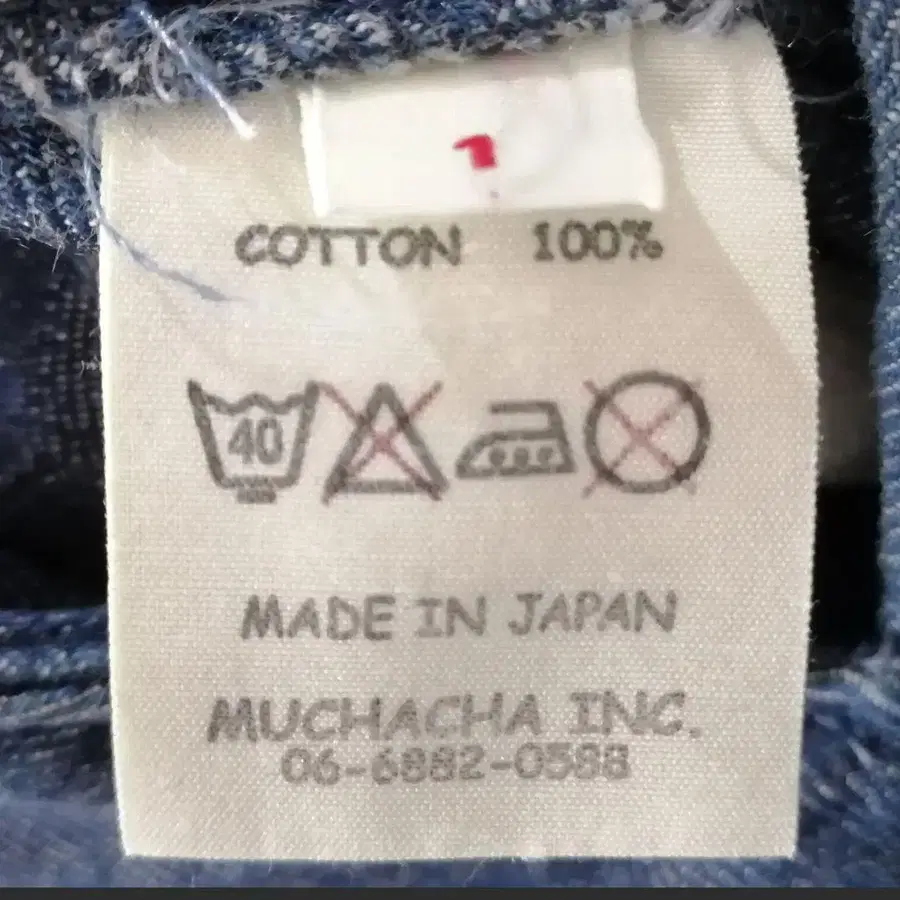 1
COTTON 100%
40
MADE IN JAPAN
MUCHACHA INC.
06-6882-0588